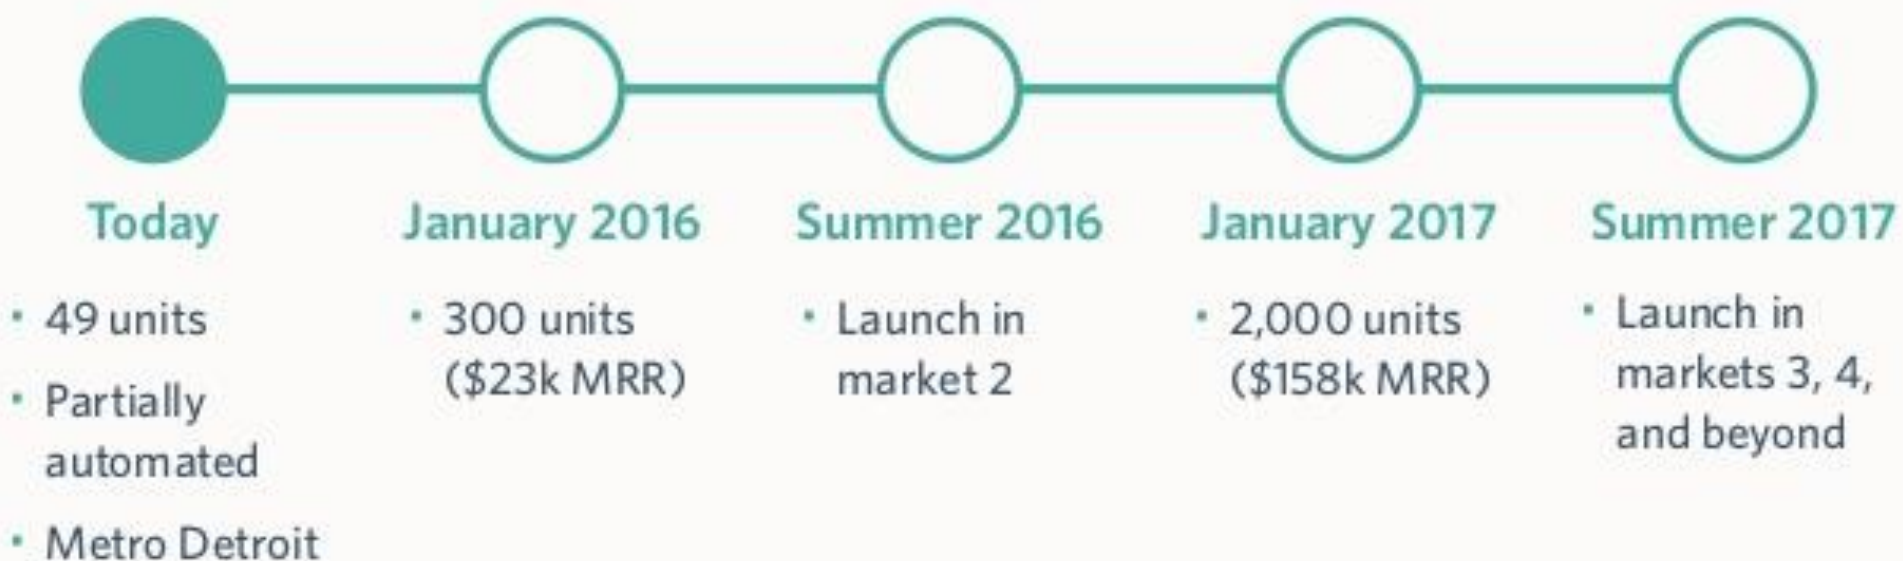 Today
• 49 units
• Partially
automated
• Metro Detroit
January 2016
• 300 units
($23k MRR)
Summer 2016
• Launch in
market 2
January 2017
• 2,000 units
($158k MRR)
Summer 2017
• Launch in
markets 3, 4,
and beyond